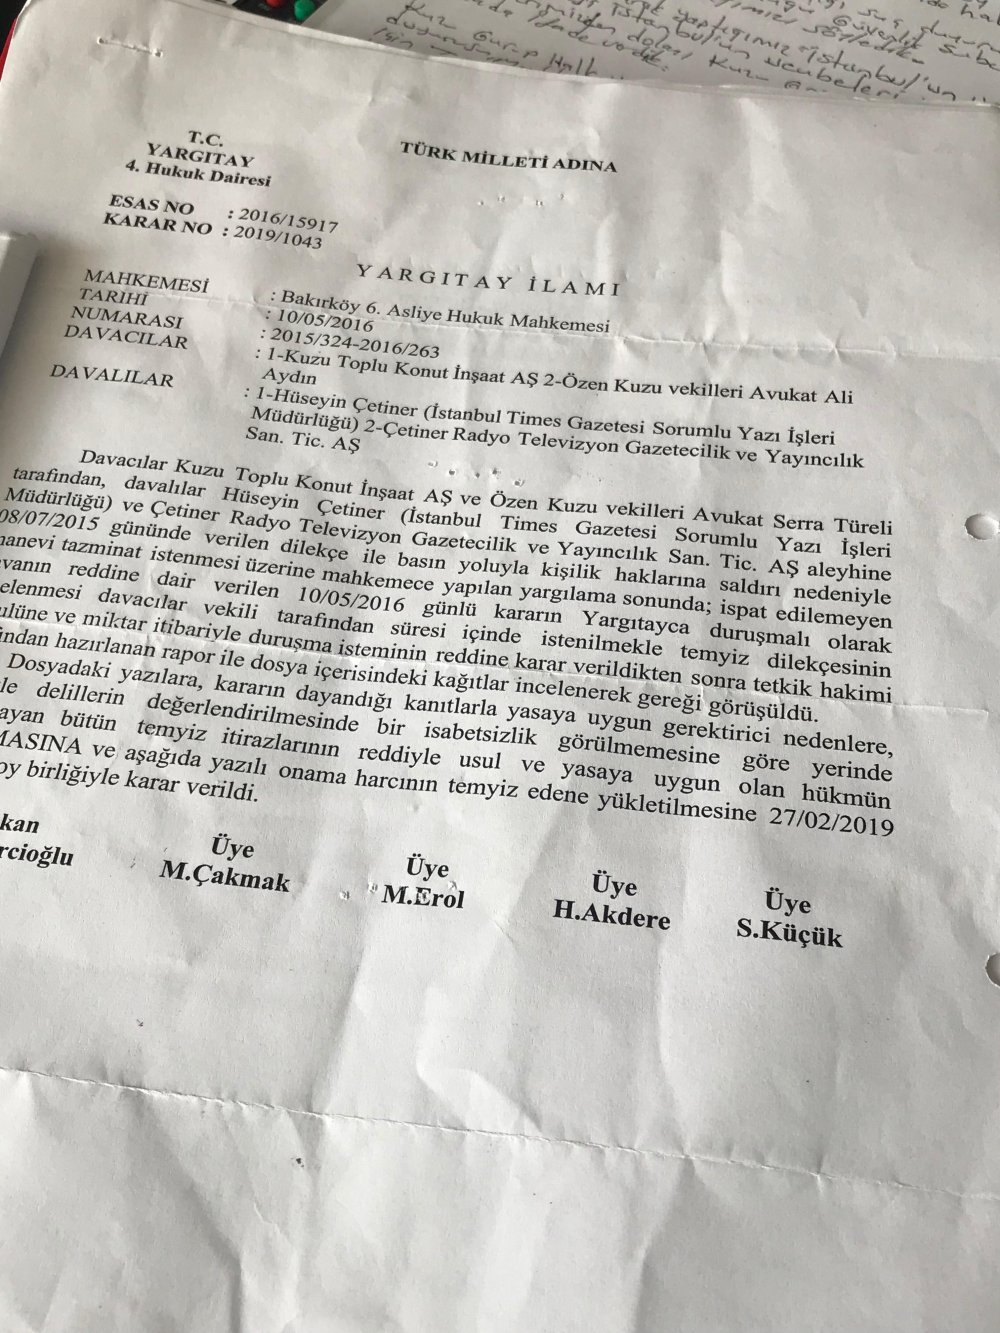 T.C.
YARGITAY
4. Hukuk Dairesi
TÜRK MİLLETİ ADINA
ESAS NO : 2016/15917
KARAR NO : 2019/1043
YARGITAY İLAMI
MAHKEMESİ : Bakırköy 6. Asliye Hukuk Mahkemesi
TARİHİ : 10/05/2016
NUMARASI : 2015/324-2016/263
DAVACILAR : 1-Kuzu Toplu Konut İnşaat AŞ 2-Özen Kuzu vekilleri Avukat Ali
Aydın
DAVALILAR : 1-Hüseyin Çetiner (İstanbul Times Gazetesi Sorumlu Yazı İşleri
Müdürlüğü) 2-Çetiner Radyo Televizyon Gazetecilik ve Yayıncılık
San. Tic. AŞ
Davacılar Kuzu Toplu Konut İnşaat AŞ ve Özen Kuzu vekilleri Avukat Serra Türeli
tarafından, davalılar Hüseyin Çetiner (İstanbul Times Gazetesi Sorumlu Yazı İşleri
Müdürlüğü) ve Çetiner Radyo Televizyon Gazetecilik ve Yayıncılık San. Tic. AŞ aleyhine
08/07/2015 gününde verilen dilekçe ile basın yoluyla kişilik haklarına saldırı nedeniyle
manevi tazminat istenmesi üzerine mahkemece yapılan yargılama sonunda; ispat edilemeyen
vanın reddine dair verilen 10/05/2016 günlü kararın Yargıtayca duruşmalı olarak
elenmesi davacılar vekili tarafından süresi içinde istenilmekle temyiz dilekçesinin
ulüne ve miktar itibariyle duruşma isteminin reddine karar verildikten sonra tetkik hakimi
ından hazırlanan rapor ile dosya içerisindeki kağıtlar incelenerek gereği görüşüldü.
Dosyadaki yazılara, kararın dayandığı kanıtlarla yasaya uygun gerektirici nedenlere,
le delillerin değerlendirilmesinde bir isabetsizlik görülmemesine göre yerinde
ayan bütün temyiz itirazlarının reddiyle usul ve yasaya uygun olan hükmün
MASINA ve aşağıda yazılı onama harcının temyiz edene yükletilmesine 27/02/2019
oy birliğiyle karar verildi.
kan Üye Üye Üye Üye
rcioğlu M.Çakmak M.Erol H.Akdere S.Küçük